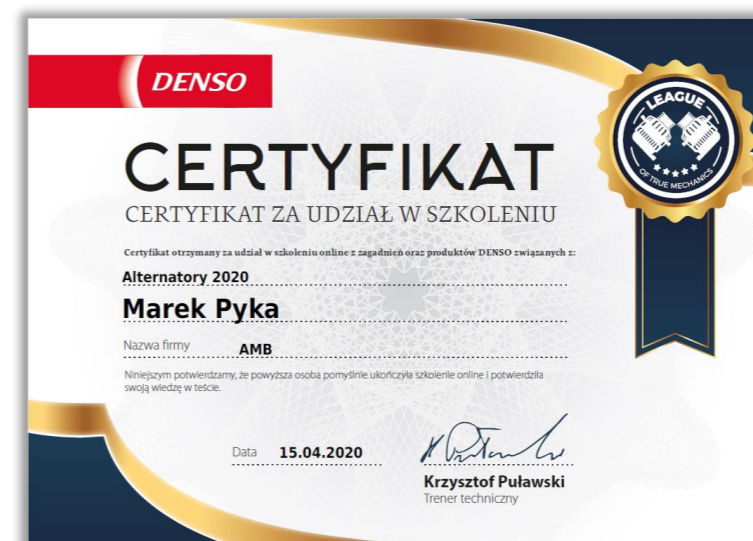 DENSO
LEAGUE
OF TRUE MECHANICS
CERTYFIKAT
CERTYFIKAT ZA UDZIAŁ W SZKOLENIU
Certyfikat otrzymany za udział w szkoleniu online z zagadnień oraz produktów DENSO związanych z:
Alternatory 2020
Marek Pyka
Nazwa firmy AMB
Niniejszym potwierdzamy, że powyższa osoba pomyślnie ukończyła szkolenie online i potwierdziła
swoją wiedzę w teście.
Data 15.04.2020
Krzysztof Puławski
Trener techniczny